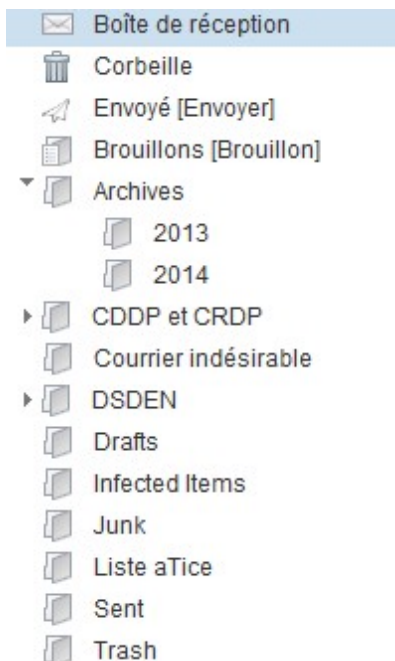 Boîte de réception
Corbeille
Envoyé [Envoyer]
Brouillons [Brouillon]
Archives
2013
2014
CDDP et CRDP
Courrier indésirable
DSDEN
Drafts
Infected Items
Junk
Liste aTice
Sent
Trash